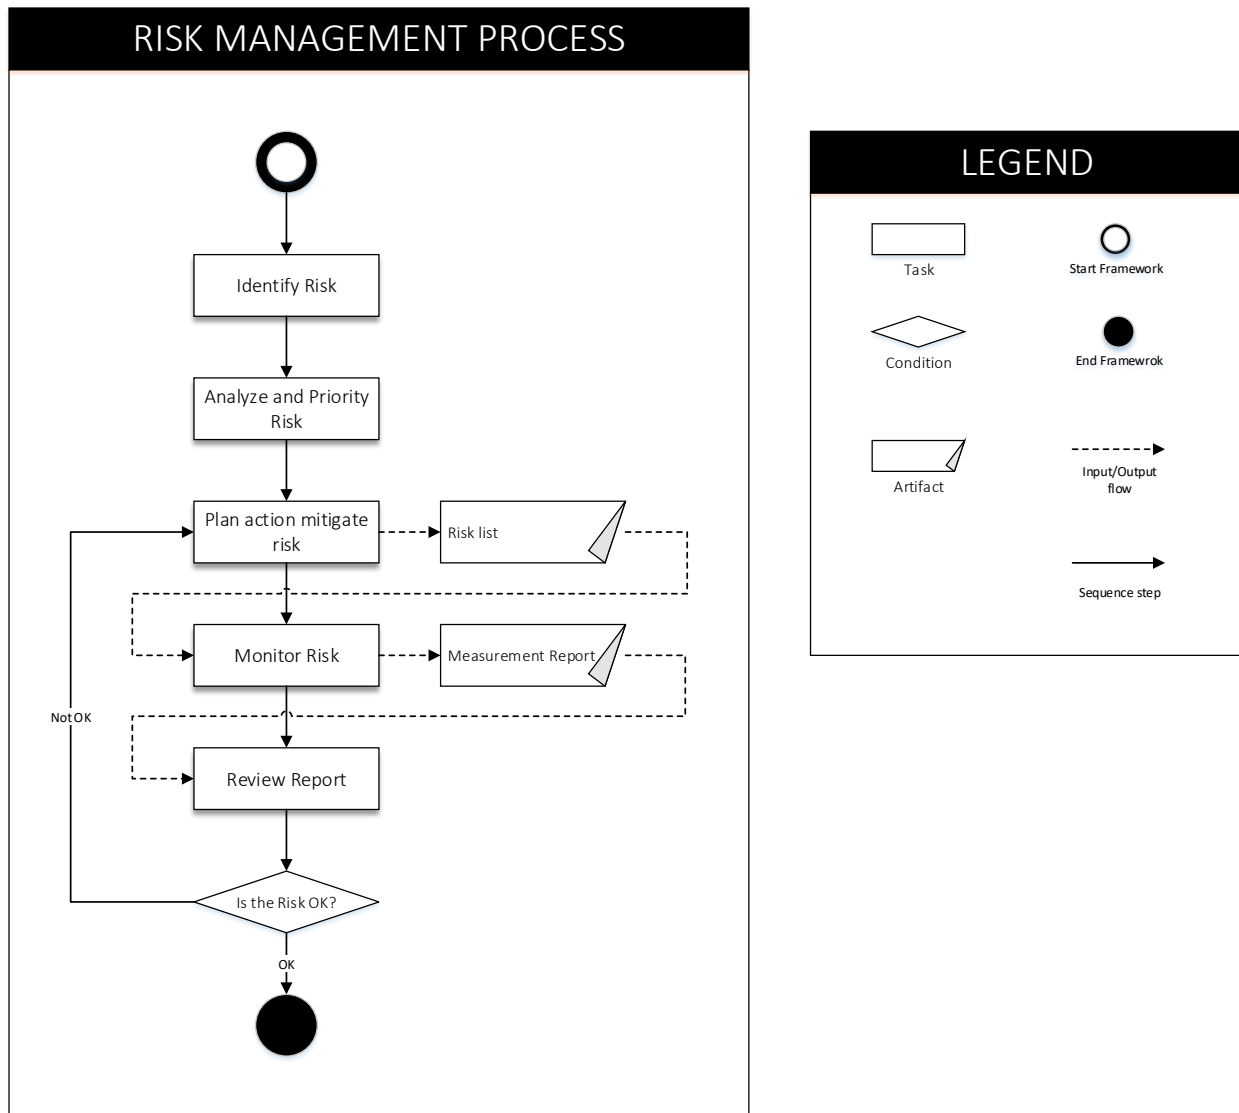 RISK MANAGEMENT PROCESS
Identify Risk
Analyze and Priority
Risk
Plan action mitigate
risk
Risk list
Monitor Risk
Measurement Report
Not OK
Review Report
Is the Risk OK?
OK
LEGEND
Task
Start Framework
Condition
End Framewrok
Artifact
Input/Output
flow
Sequence step